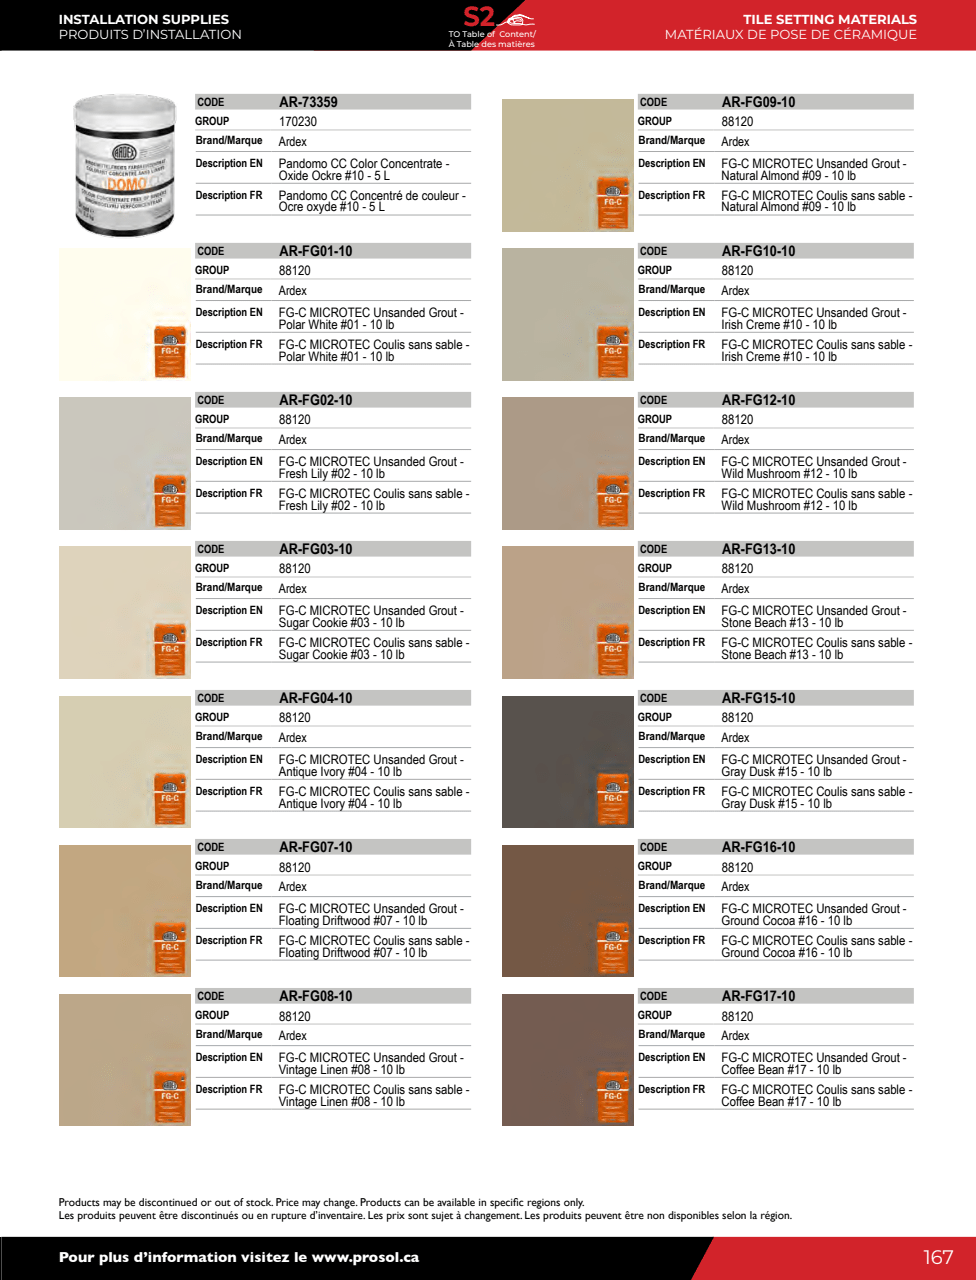 INSTALLATION SUPPLIES
PRODUITS D'INSTALLATION
S2
TO Table of Content/
À Table des matières
TILE SETTING MATERIALS
MATÉRIAUX DE POSE DE CÉRAMIQUE
ARDEX
DOMO
CODE AR-73359
GROUP 170230
Brand/Marque Ardex
Description EN Pandomo CC Color Concentrate -
Oxide Ockre #10 - 5 L
Description FR Pandomo CC Concentré de couleur -
Ocre oxyde #10 - 5 L
FG-C
CODE AR-FG01-10
GROUP 88120
Brand/Marque Ardex
Description EN FG-C MICROTEC Unsanded Grout -
Polar White #01 - 10 lb
Description FR FG-C MICROTEC Coulis sans sable -
Polar White #01 - 10 lb
FG-C
CODE AR-FG02-10
GROUP 88120
Brand/Marque Ardex
Description EN FG-C MICROTEC Unsanded Grout -
Fresh Lily #02 - 10 lb
Description FR FG-C MICROTEC Coulis sans sable -
Fresh Lily #02 - 10 lb
FG-C
CODE AR-FG03-10
GROUP 88120
Brand/Marque Ardex
Description EN FG-C MICROTEC Unsanded Grout -
Sugar Cookie #03 - 10 lb
Description FR FG-C MICROTEC Coulis sans sable -
Sugar Cookie #03 - 10 lb
FG-C
CODE AR-FG04-10
GROUP 88120
Brand/Marque Ardex
Description EN FG-C MICROTEC Unsanded Grout -
Antique Ivory #04 - 10 lb
Description FR FG-C MICROTEC Coulis sans sable -
Antique Ivory #04 - 10 lb
FG-C
CODE AR-FG07-10
GROUP 88120
Brand/Marque Ardex
Description EN FG-C MICROTEC Unsanded Grout -
Floating Driftwood #07 - 10 lb
Description FR FG-C MICROTEC Coulis sans sable -
Floating Driftwood #07 - 10 lb
FG-C
CODE AR-FG08-10
GROUP 88120
Brand/Marque Ardex
Description EN FG-C MICROTEC Unsanded Grout -
Vintage Linen #08 - 10 lb
Description FR FG-C MICROTEC Coulis sans sable -
Vintage Linen #08 - 10 lb
FG-C
CODE AR-FG09-10
GROUP 88120
Brand/Marque Ardex
Description EN FG-C MICROTEC Unsanded Grout -
Natural Almond #09 - 10 lb
Description FR FG-C MICROTEC Coulis sans sable -
Natural Almond #09 - 10 lb
FG-C
CODE AR-FG10-10
GROUP 88120
Brand/Marque Ardex
Description EN FG-C MICROTEC Unsanded Grout -
Irish Creme #10 - 10 lb
Description FR FG-C MICROTEC Coulis sans sable -
Irish Creme #10 - 10 lb
FG-C
CODE AR-FG12-10
GROUP 88120
Brand/Marque Ardex
Description EN FG-C MICROTEC Unsanded Grout -
Wild Mushroom #12 - 10 lb
Description FR FG-C MICROTEC Coulis sans sable -
Wild Mushroom #12 - 10 lb
FG-C
CODE AR-FG13-10
GROUP 88120
Brand/Marque Ardex
Description EN FG-C MICROTEC Unsanded Grout -
Stone Beach #13 - 10 lb
Description FR FG-C MICROTEC Coulis sans sable -
Stone Beach #13 - 10 lb
FG-C
CODE AR-FG15-10
GROUP 88120
Brand/Marque Ardex
Description EN FG-C MICROTEC Unsanded Grout -
Gray Dusk #15 - 10 lb
Description FR FG-C MICROTEC Coulis sans sable -
Gray Dusk #15 - 10 lb
FG-C
CODE AR-FG16-10
GROUP 88120
Brand/Marque Ardex
Description EN FG-C MICROTEC Unsanded Grout -
Ground Cocoa #16 - 10 lb
Description FR FG-C MICROTEC Coulis sans sable -
Ground Cocoa #16 - 10 lb
FG-C
CODE AR-FG17-10
GROUP 88120
Brand/Marque Ardex
Description EN FG-C MICROTEC Unsanded Grout -
Coffee Bean #17 - 10 lb
Description FR FG-C MICROTEC Coulis sans sable -
Coffee Bean #17 - 10 lb
Products may be discontinued or out of stock. Price may change. Products can be available in specific regions only.
Les produits peuvent être discontinués ou en rupture d'inventaire. Les prix sont sujet à changement. Les produits peuvent être non disponibles selon la région.
Pour plus d'information visitez le www.prosol.ca
167